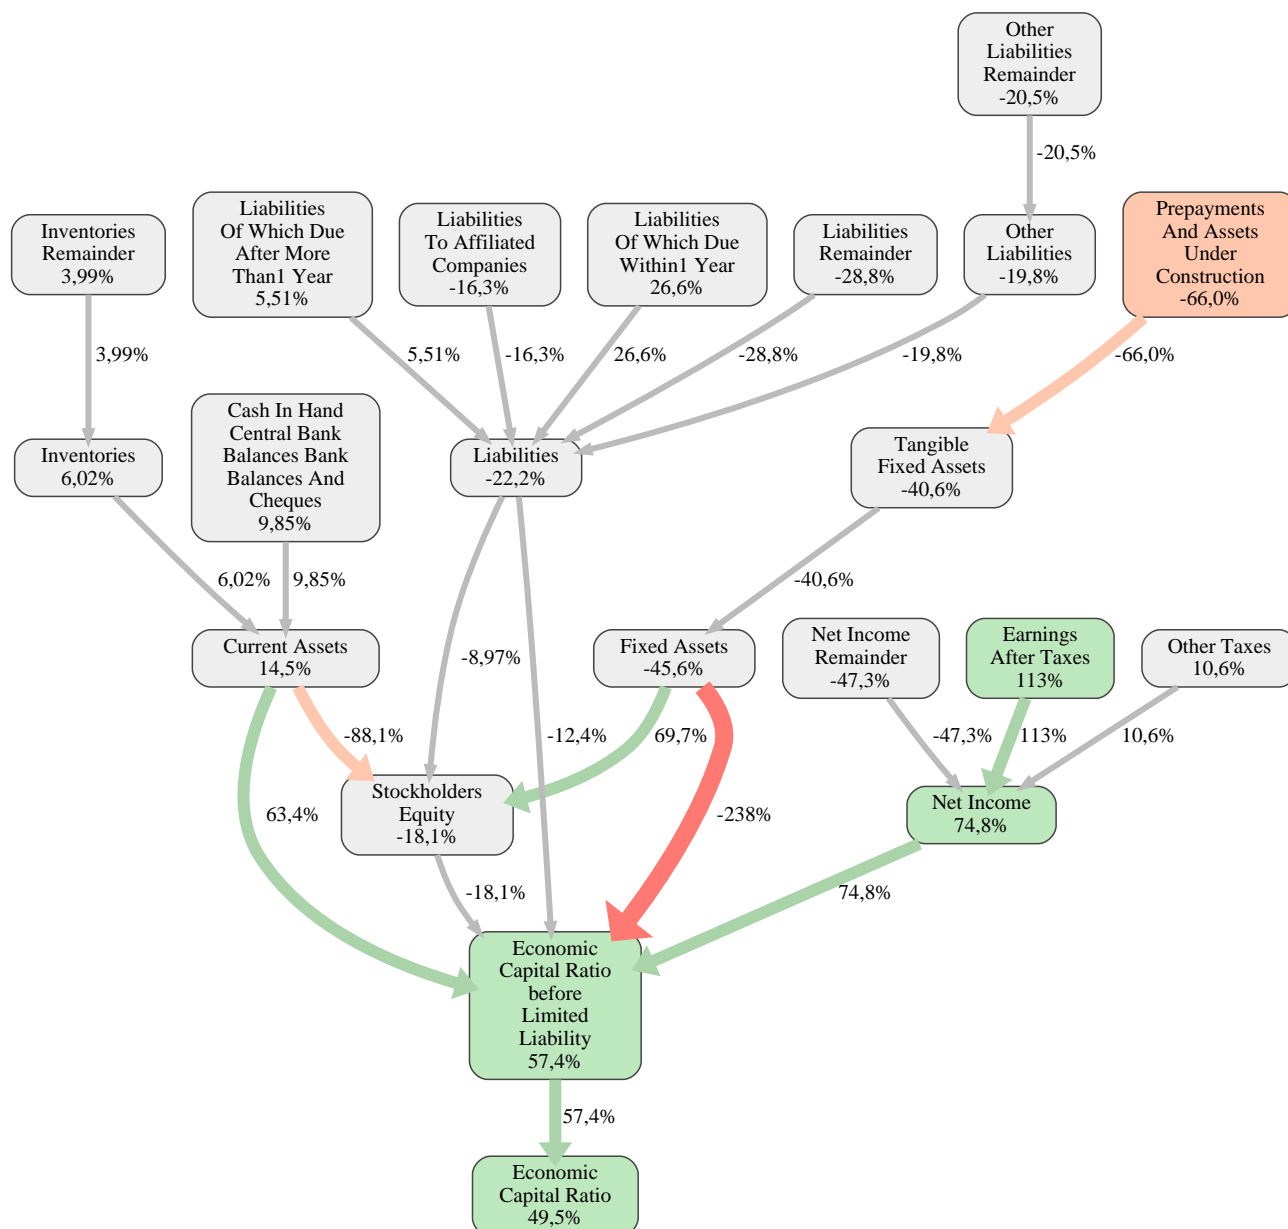 Other
Liabilities
Remainder
-20,5%
-20,5%
Inventories
Remainder
3,99%
Liabilities
Of Which Due
After More
Than1 Year
5,51%
Liabilities
To Affiliated
Companies
-16,3%
Liabilities
Of Which Due
Within1 Year
26,6%
Liabilities
Remainder
-28,8%
Other
Liabilities
-19,8%
Prepayments
And Assets
Under
Construction
-66,0%
3,99%
5,51%
-16,3%
26,6%
-28,8%
-19,8%
-66,0%
Inventories
6,02%
Cash In Hand
Central Bank
Balances Bank
Balances And
Cheques
9,85%
Liabilities
-22,2%
Tangible
Fixed Assets
-40,6%
6,02%
9,85%
-40,6%
Current Assets
14,5%
-8,97%
Fixed Assets
-45,6%
Net Income
Remainder
-47,3%
Earnings
After Taxes
113%
Other Taxes
10,6%
-88,1%
-12,4%
69,7%
-47,3%
113%
10,6%
63,4%
Stockholders
Equity
-18,1%
-238%
Net Income
74,8%
-18,1%
74,8%
Economic
Capital Ratio
before
Limited
Liability
57,4%
57,4%
Economic
Capital Ratio
49,5%